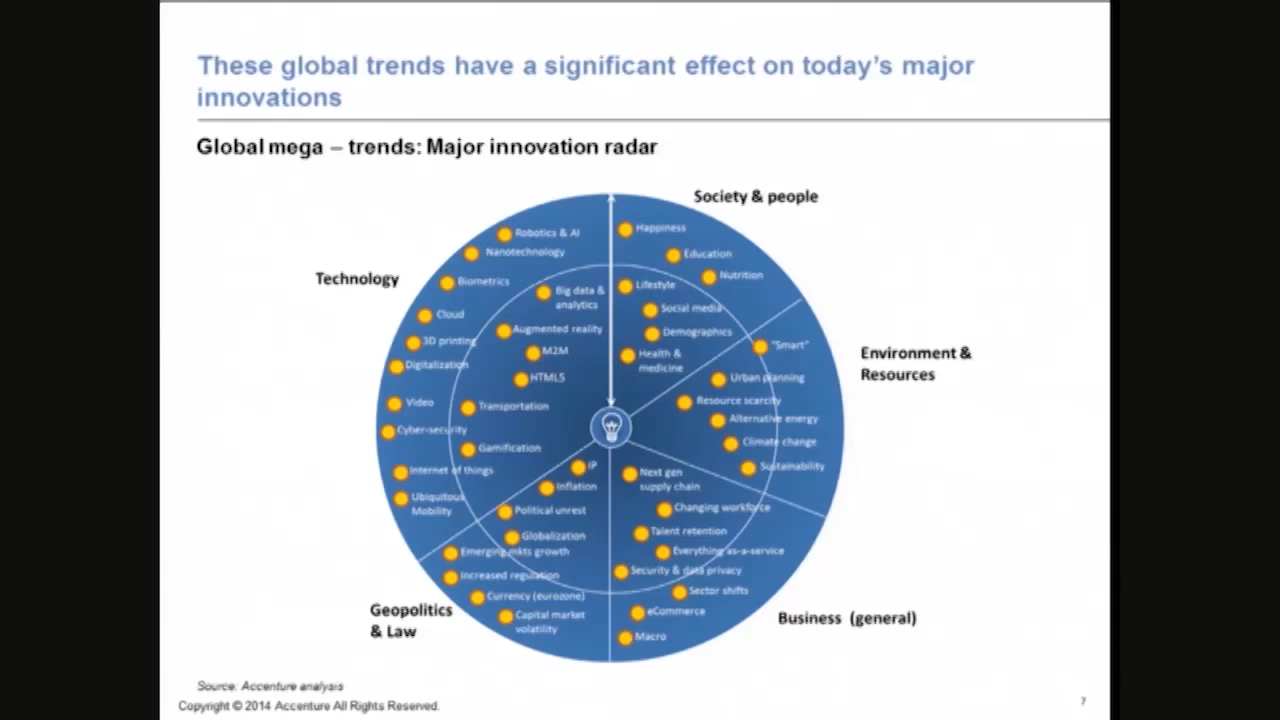 These global trends have a significant effect on today's major
innovations
Global mega – trends: Major innovation radar
Society & people
Happiness
Education
Nutrition
Lifestyle
Social media
Demographics
Health &
medicine
Technology
Robotics & AI
Nanotechnology
Biometrics
Cloud
3D printing
Digitalization
Video
Cyber-security
Internet of things
Ubiquitous
Mobility
Big data &
analytics
Augmented reality
M2M
HTML5
Transportation
Gamification
Environment &
Resources
"Smart"
Urban planning
Resource scarcity
Alternative energy
Climate change
Sustainability
Geopolitics
& Law
IP
Inflation
Political unrest
Globalization
Emerging mkts growth
Increased regulation
Currency (eurozone)
Capital market
volatility
Business (general)
Next gen
supply chain
Changing workforce
Talent retention
Everything as-a-service
Security & data privacy
Sector shifts
eCommerce
Macro
Source. Accenture analysis
Copyright © 2014 Accenture All Rights Reserved.
7